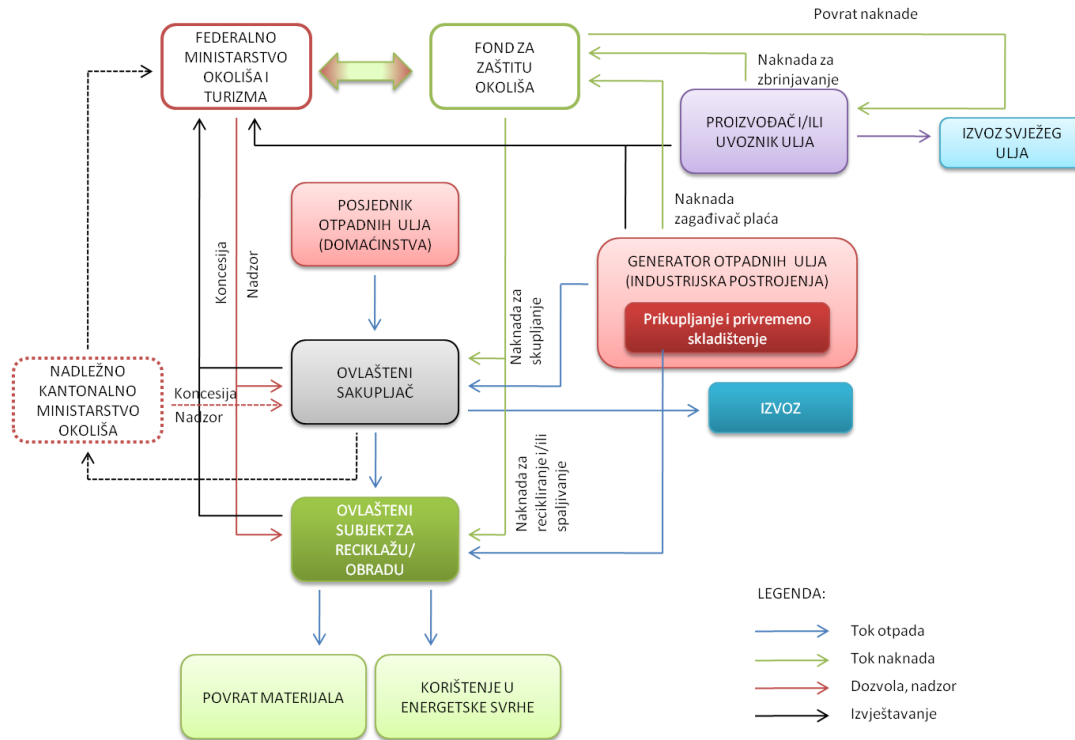 FEDERALNO
MINISTARSTVO
OKOLIŠA I
TURIZMA
FOND ZA
ZAŠTITU
OKOLIŠA
Povrat naknade
Naknada za
zbrinjavanje
PROIZVOĐAČ I/ILI
UVOZNIK ULJA
IZVOZ SVJEŽEG
ULJA
POSJEDNIK
OTPADNIH ULJA
(DOMAĆINSTVA)
Naknada
zagađivač plaća
Koncesija
Nadzor
GENERATOR OTPADNIH ULJA
(INDUSTRIJSKA POSTROJENJA)
Prikupljanje i privremeno
skladištenje
Naknada za
skupljanje
NADLEŽNO
KANTONALNO
MINISTARSTVO
OKOLIŠA
Koncesija
Nadzor
OVLAŠTENI
SAKUPLJAČ
IZVOZ
Naknada za
recikliranje i/ili
spaljivanje
OVLAŠTENI
SUBJEKT ZA
RECIKLAŽU/
OBRADU
POVRAT MATERIJALA
KORIŠTENJE U
ENERGETSKE SVRHE
LEGENDA:
Tok otpada
Tok naknada
Dozvola, nadzor
Izvještavanje